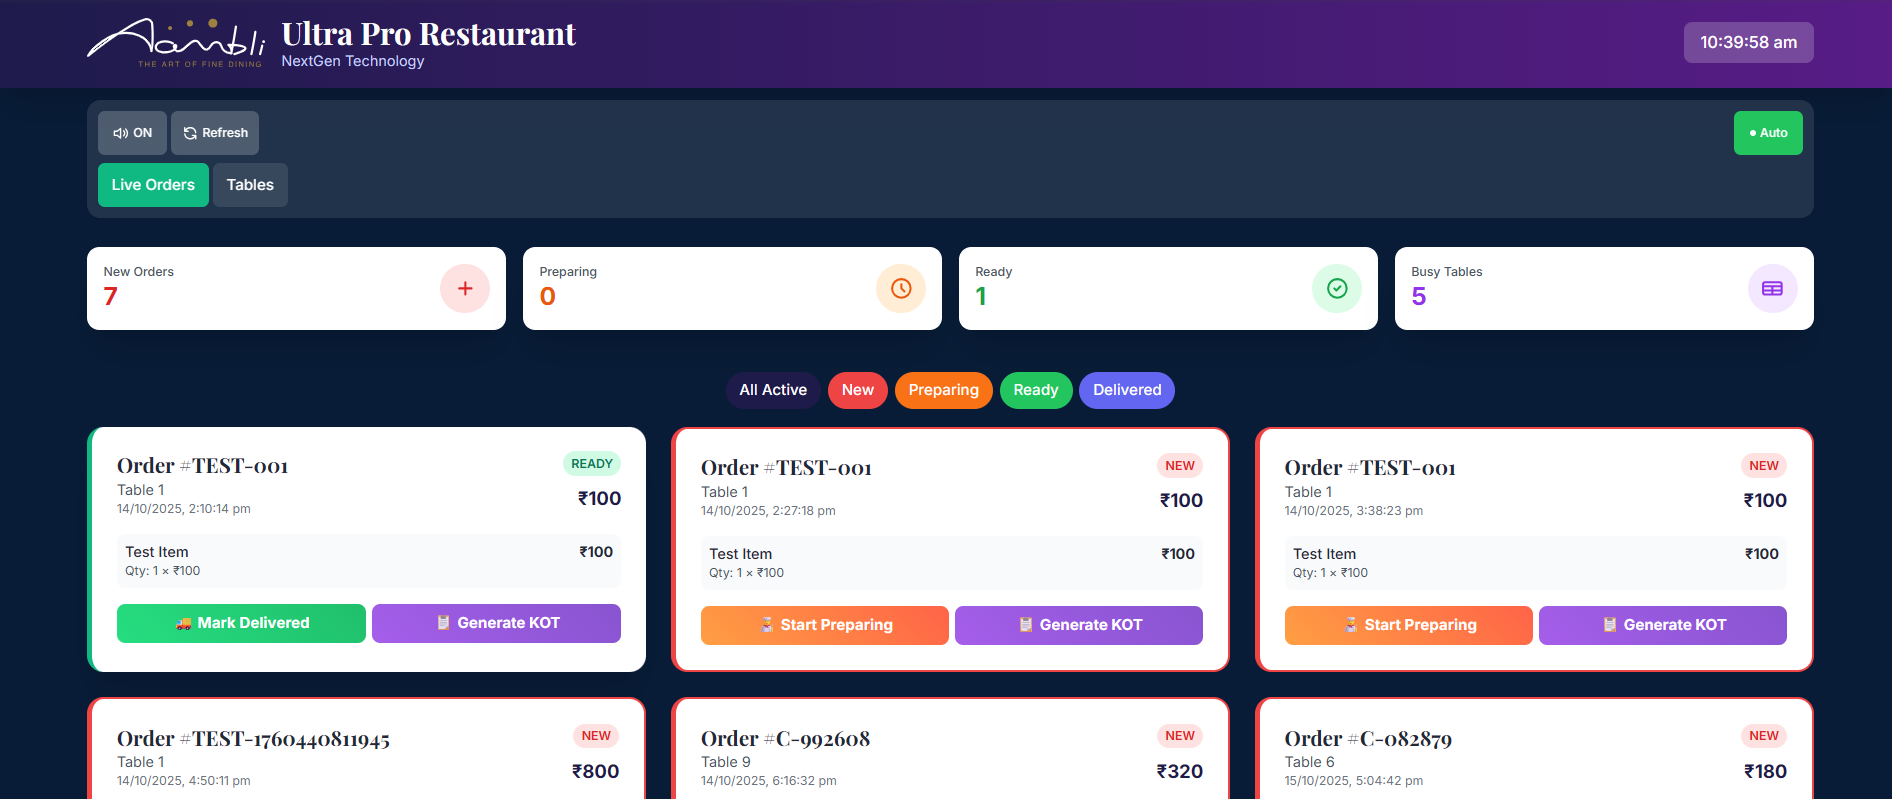 Aaimbli
THE ART OF FINE DINING
Ultra Pro Restaurant
NextGen Technology
10:39:58 am
ON
Refresh
Auto
Live Orders
Tables
New Orders
7
Preparing
0
Ready
1
Busy Tables
5
All Active
New
Preparing
Ready
Delivered
Order #TEST-001
READY
Table 1
₹100
14/10/2025, 2:10:14 pm
Test Item
₹100
Qty: 1 × ₹100
Mark Delivered
Generate KOT
Order #TEST-001
NEW
Table 1
₹100
14/10/2025, 2:27:18 pm
Test Item
₹100
Qty: 1 × ₹100
Start Preparing
Generate KOT
Order #TEST-001
NEW
Table 1
₹100
14/10/2025, 3:38:23 pm
Test Item
₹100
Qty: 1 × ₹100
Start Preparing
Generate KOT
Order #TEST-1760440811945
NEW
Table 1
₹800
14/10/2025, 4:50:11 pm
Order #C-992608
NEW
Table 9
₹320
14/10/2025, 6:16:32 pm
Order #C-082879
NEW
Table 6
₹180
15/10/2025, 5:04:42 pm